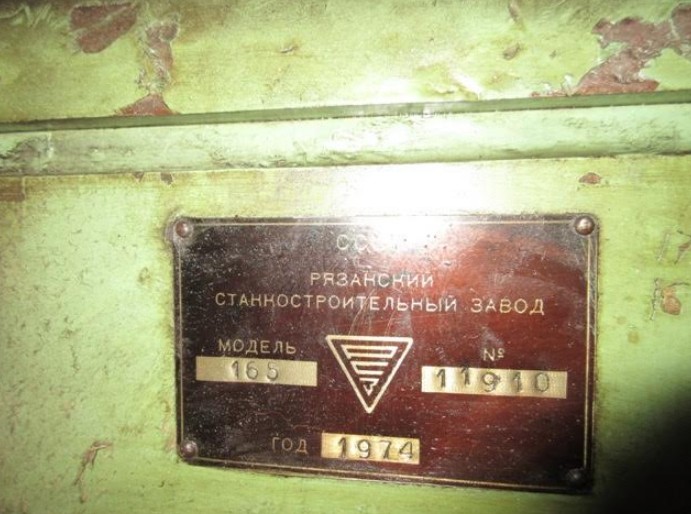 РЯЗАНСКИЙ
СТАНКОСТРОИТЕЛЬНЫЙ ЗАВОД
МОДЕЛЬ
165
№
11910
ГОД 1974